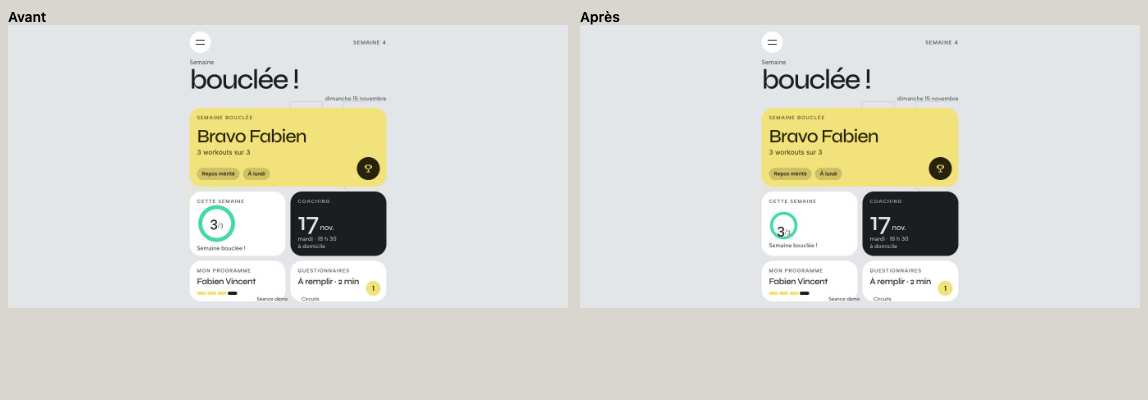 Avant
SEMAINE 4
Semaine
bouclée !
dimanche 15 novembre
SEMAINE BOUCLÉE
Bravo Fabien
3 workouts sur 3
Repos mérité
À lundi
CETTE SEMAINE
3/3
Semaine bouclée !
COACHING
17 nov.
mardi · 19 h 30
à domicile
MON PROGRAMME
Fabien Vincent
QUESTIONNAIRES
À remplir · 2 min
1
Séance démo
Circuits
Après
SEMAINE 4
Semaine
bouclée !
dimanche 15 novembre
SEMAINE BOUCLÉE
Bravo Fabien
3 workouts sur 3
Repos mérité
À lundi
CETTE SEMAINE
3/3
Semaine bouclée !
COACHING
17 nov.
mardi · 19 h 30
à domicile
MON PROGRAMME
Fabien Vincent
QUESTIONNAIRES
À remplir · 2 min
1
Séance démo
Circuits